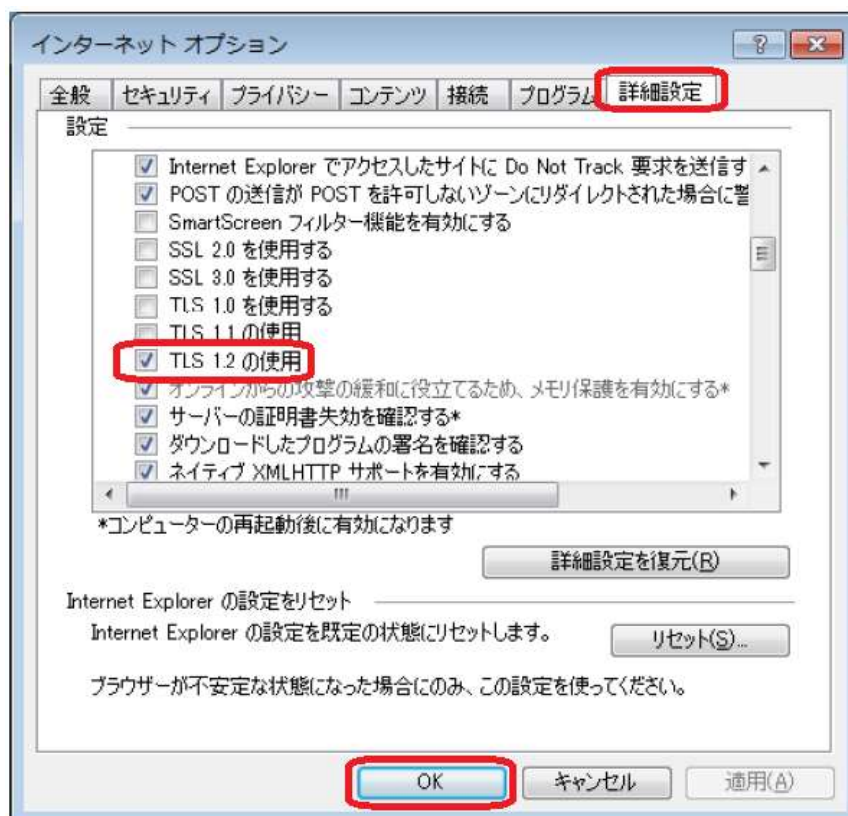 インターネット オプション
全般 セキュリティ プライバシー コンテンツ 接続 プログラム 詳細設定
設定
Internet Explorer でアクセスしたサイトに Do Not Track 要求を送信す
POST の送信が POST を許可しないゾーンにリダイレクトされた場合に警
SmartScreen フィルター機能を有効にする
SSL 2.0 を使用する
SSL 3.0 を使用する
TLS 1.0 を使用する
TLS 1.1 の使用
TLS 1.2 の使用
オンラインからの攻撃の緩和に役立てるため、メモリ保護を有効にする*
サーバーの証明書失効を確認する*
ダウンロードしたプログラムの署名を確認する
ネイティブ XMLHTTP サポートを有効にする
*コンピューターの再起動後に有効になります
詳細設定を復元(R)
Internet Explorer の設定をリセット
Internet Explorer の設定を既定の状態にリセットします。
リセット(S)...
ブラウザーが不安定な状態になった場合にのみ、この設定を使ってください。
OK キャンセル 適用(A)